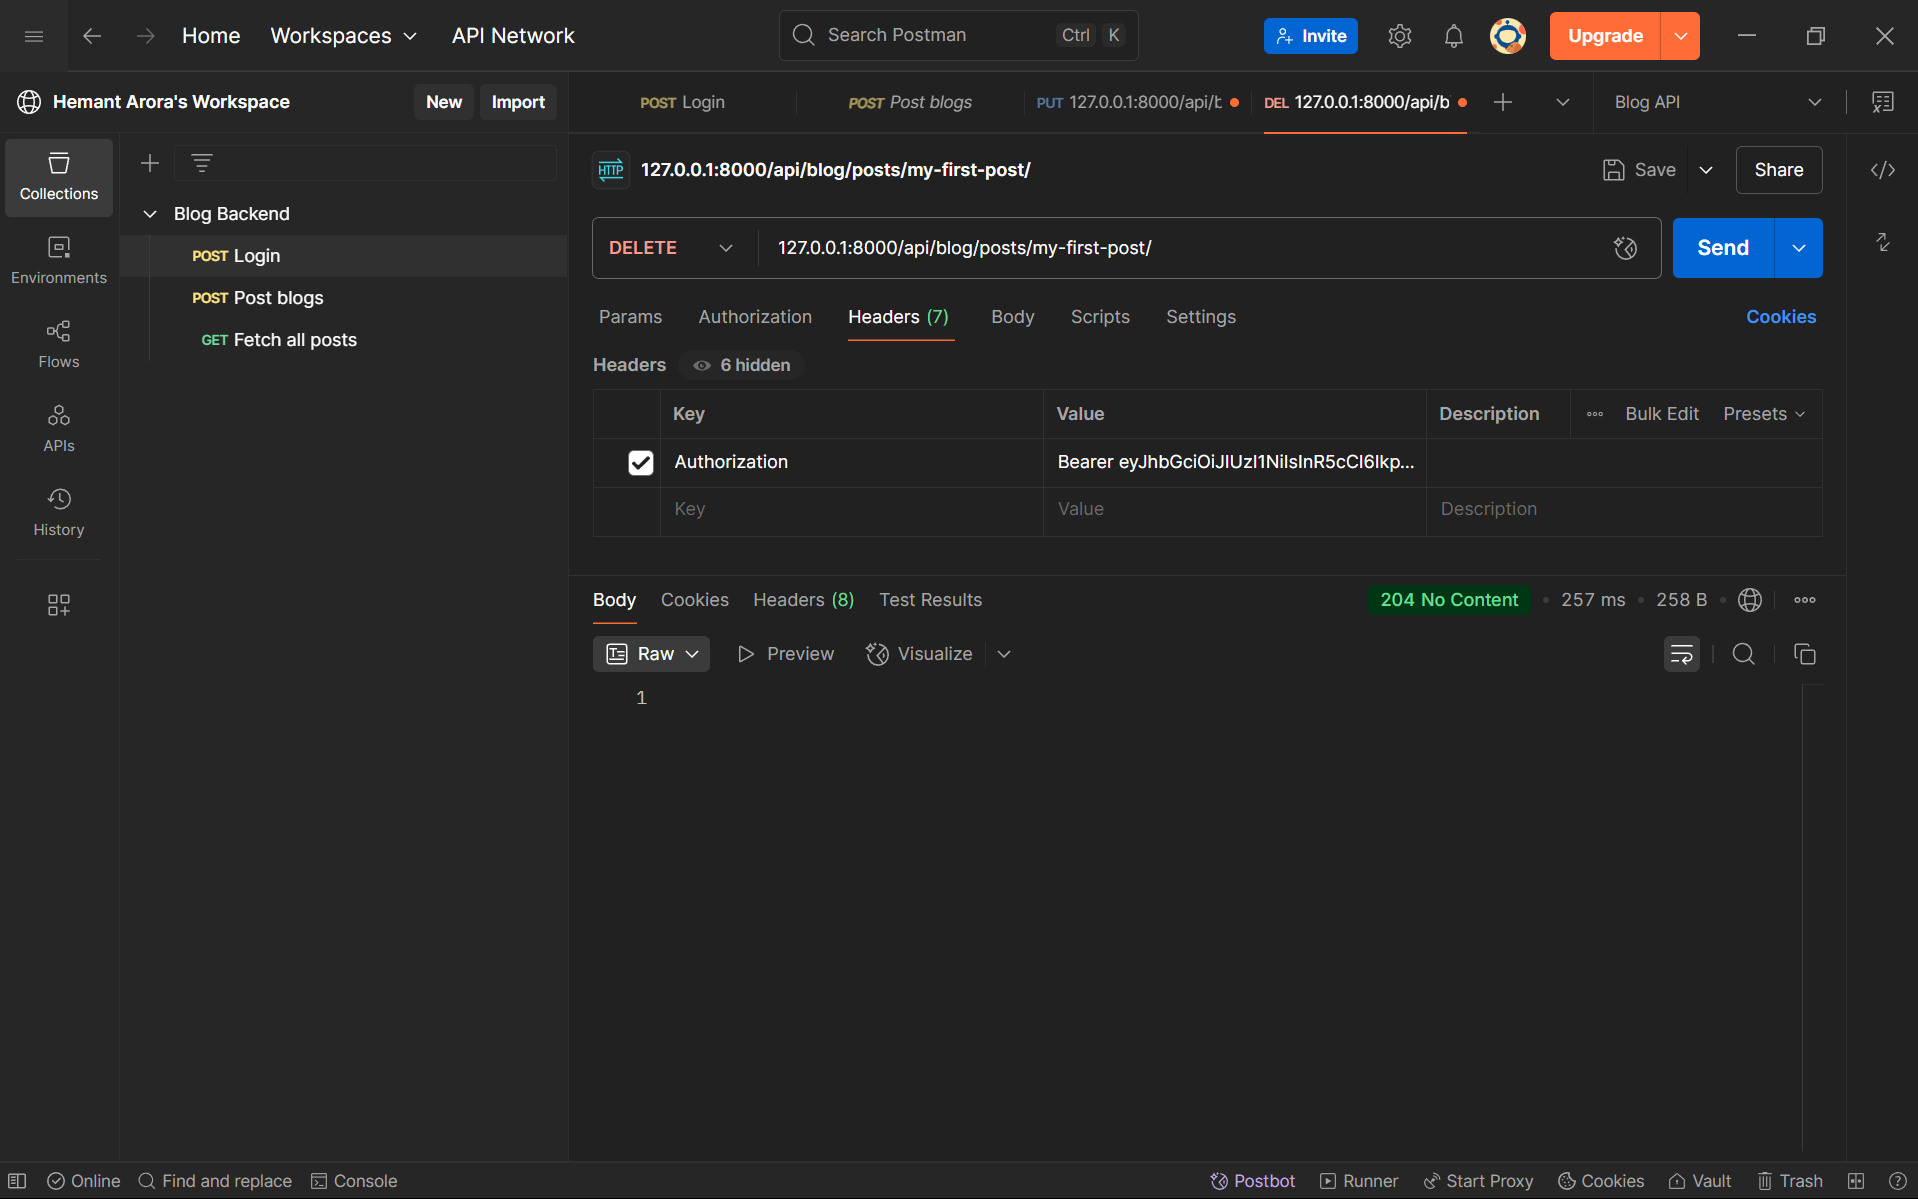 Home
Workspaces
API Network
Search Postman
Ctrl K
Invite
Upgrade
Hemant Arora's Workspace
New
Import
POST Login
POST Post blogs
PUT 127.0.0.1:8000/api/b
DEL 127.0.0.1:8000/api/b
Blog API
Collections
Environments
Flows
APIs
History
Blog Backend
POST Login
POST Post blogs
GET Fetch all posts
HTTP 127.0.0.1:8000/api/blog/posts/my-first-post/
Save
Share
DELETE
127.0.0.1:8000/api/blog/posts/my-first-post/
Send
Params
Authorization
Headers (7)
Body
Scripts
Settings
Cookies
Headers
6 hidden
Key Value Description Bulk Edit Presets
Authorization Bearer eyJhbGciOiJIUzI1NiIsInR5cCI6Ikp...
Key Value Description
Body
Cookies
Headers (8)
Test Results
204 No Content
257 ms
258 B
Raw
Preview
Visualize
1
Online
Find and replace
Console
Postbot
Runner
Start Proxy
Cookies
Vault
Trash